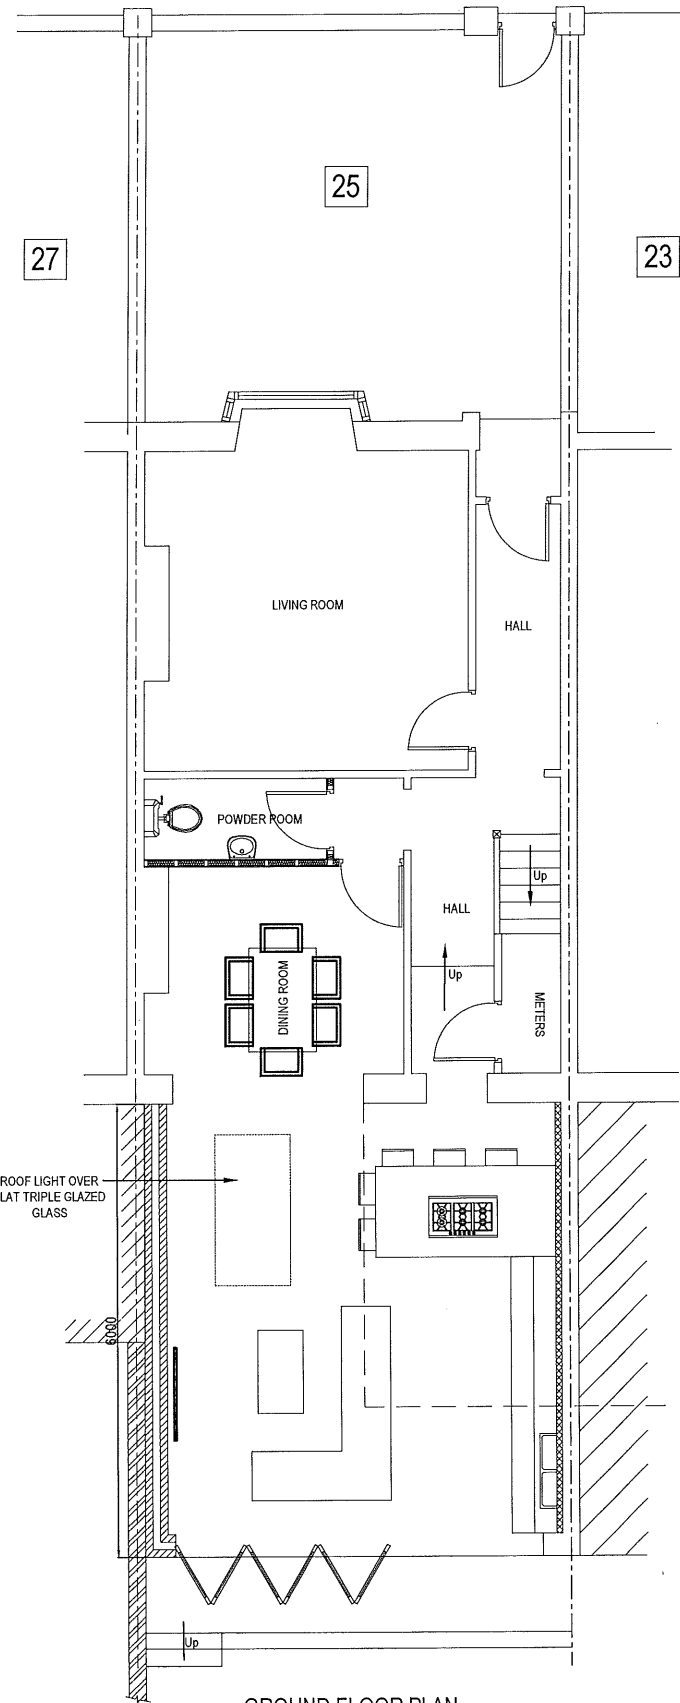 25
27
23
LIVING ROOM
HALL
POWDER ROOM
Up
HALL
Up
DINING ROOM
METERS
ROOF LIGHT OVER
LAT TRIPLE GLAZED
GLASS
6000
Up
GROUND FLOOR PLAN